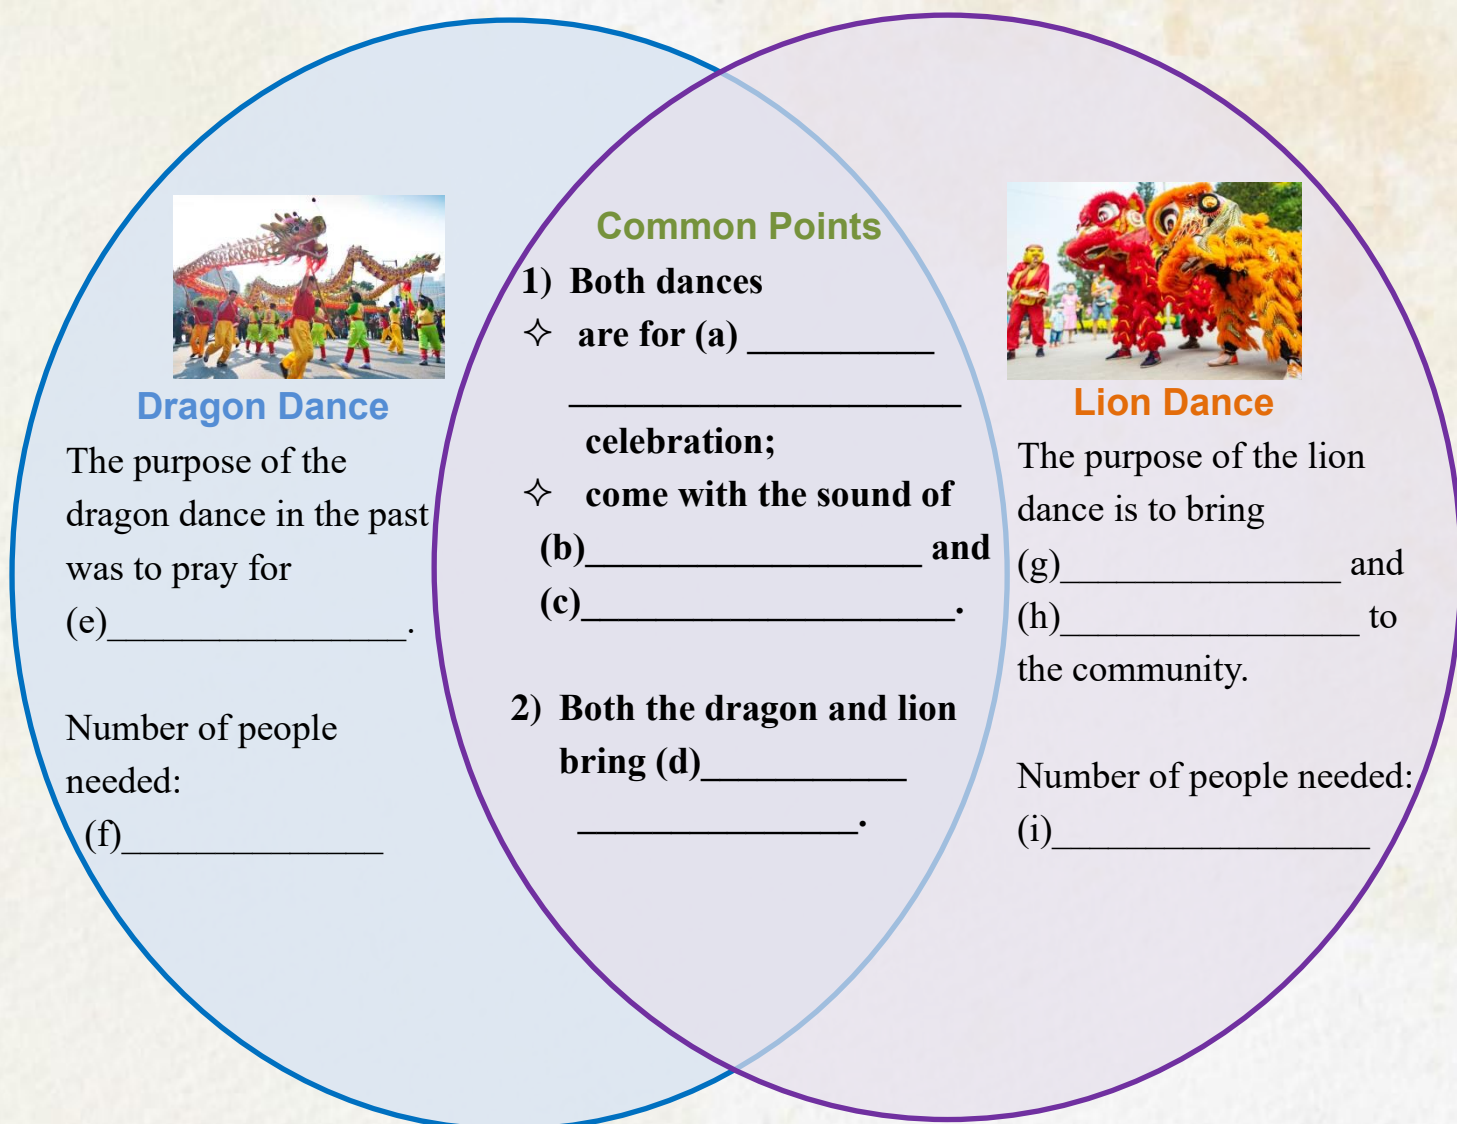 Dragon Dance
The purpose of the
dragon dance in the past
was to pray for
(e)________________.
Number of people
needed:
(f)______________
Common Points
1) Both dances
✧ are for (a) __________
_____________________
celebration;
✧ come with the sound of
(b)__________________ and
(c)____________________.
2) Both the dragon and lion
bring (d)___________
_______________.
Lion Dance
The purpose of the lion
dance is to bring
(g)_______________ and
(h)________________ to
the community.
Number of people needed:
(i)_________________